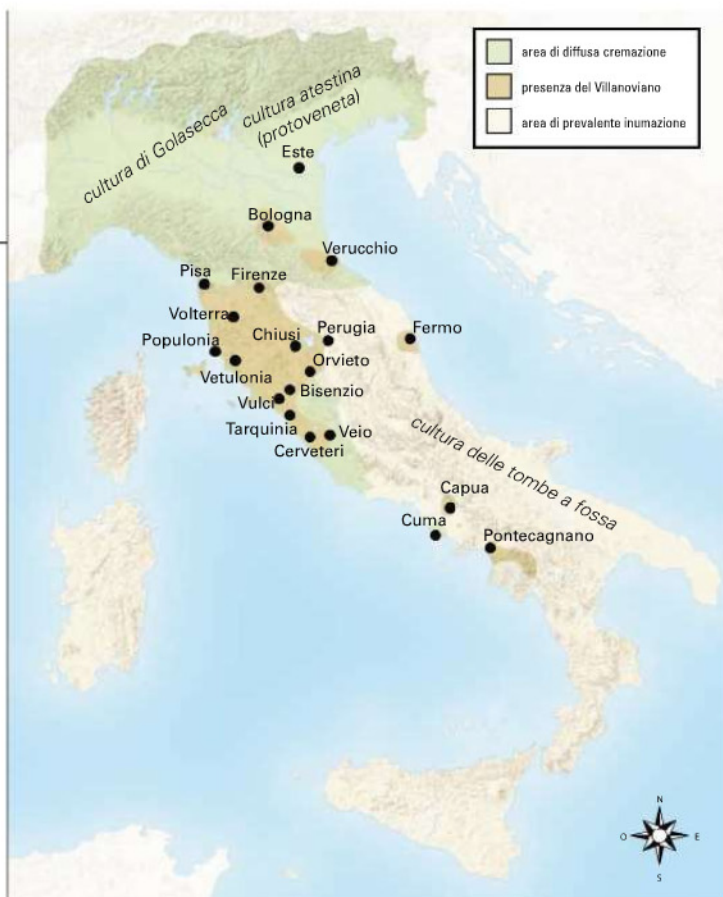 area di diffusa cremazione
presenza del Villanoviano
area di prevalente inumazione
cultura di Golasecca
cultura atestina
(protoveneta)
Este
Bologna
Verucchio
Pisa
Firenze
Volterra
Chiusi
Perugia
Fermo
Populonia
Orvieto
Vetulonia
Bisenzio
Vulci
Tarquinia
Veio
Cerveteri
cultura delle tombe a fossa
Capua
Cuma
Pontecagnano
N
O
E
S